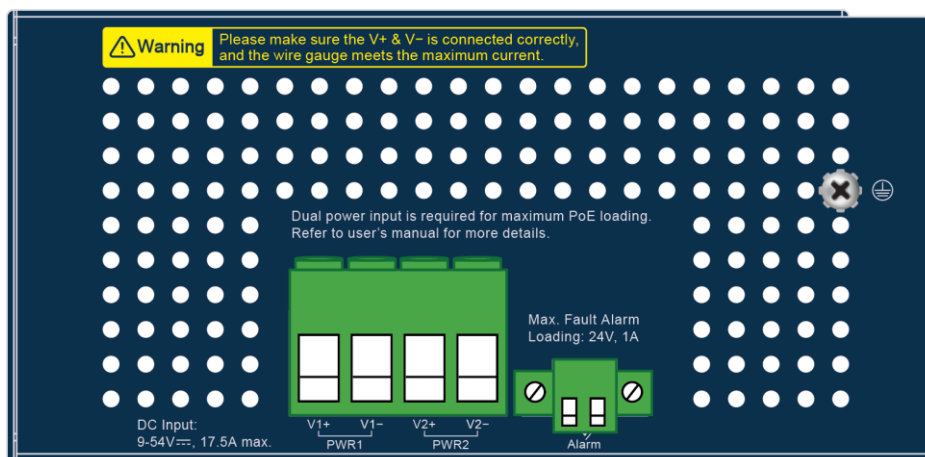 Warning
Please make sure the V+ & V− is connected correctly,
and the wire gauge meets the maximum current.
Dual power input is required for maximum PoE loading.
Refer to user's manual for more details.
Max. Fault Alarm
Loading: 24V, 1A
DC Input:
9-54V⎓, 17.5A max.
V1+ V1− V2+ V2−
PWR1 PWR2
Alarm